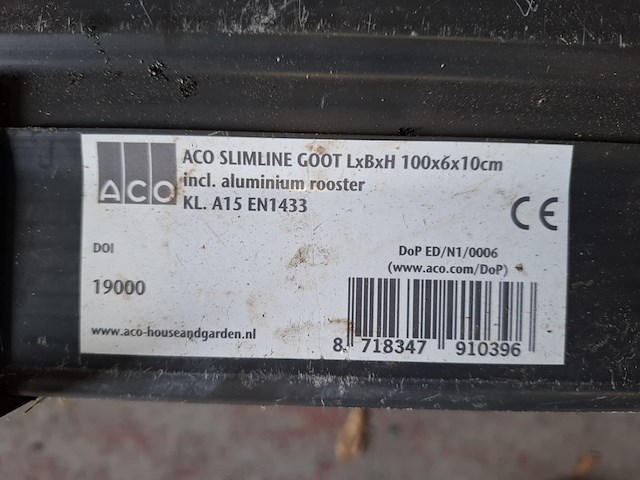 ACO
ACO SLIMLINE GOOT LxBxH 100x6x10cm
incl. aluminium rooster
KL. A15 EN1433
CE
DOI
DoP ED/N1/0006
(www.aco.com/DoP)
19000
www.aco-houseandgarden.nl
8 718347 910396